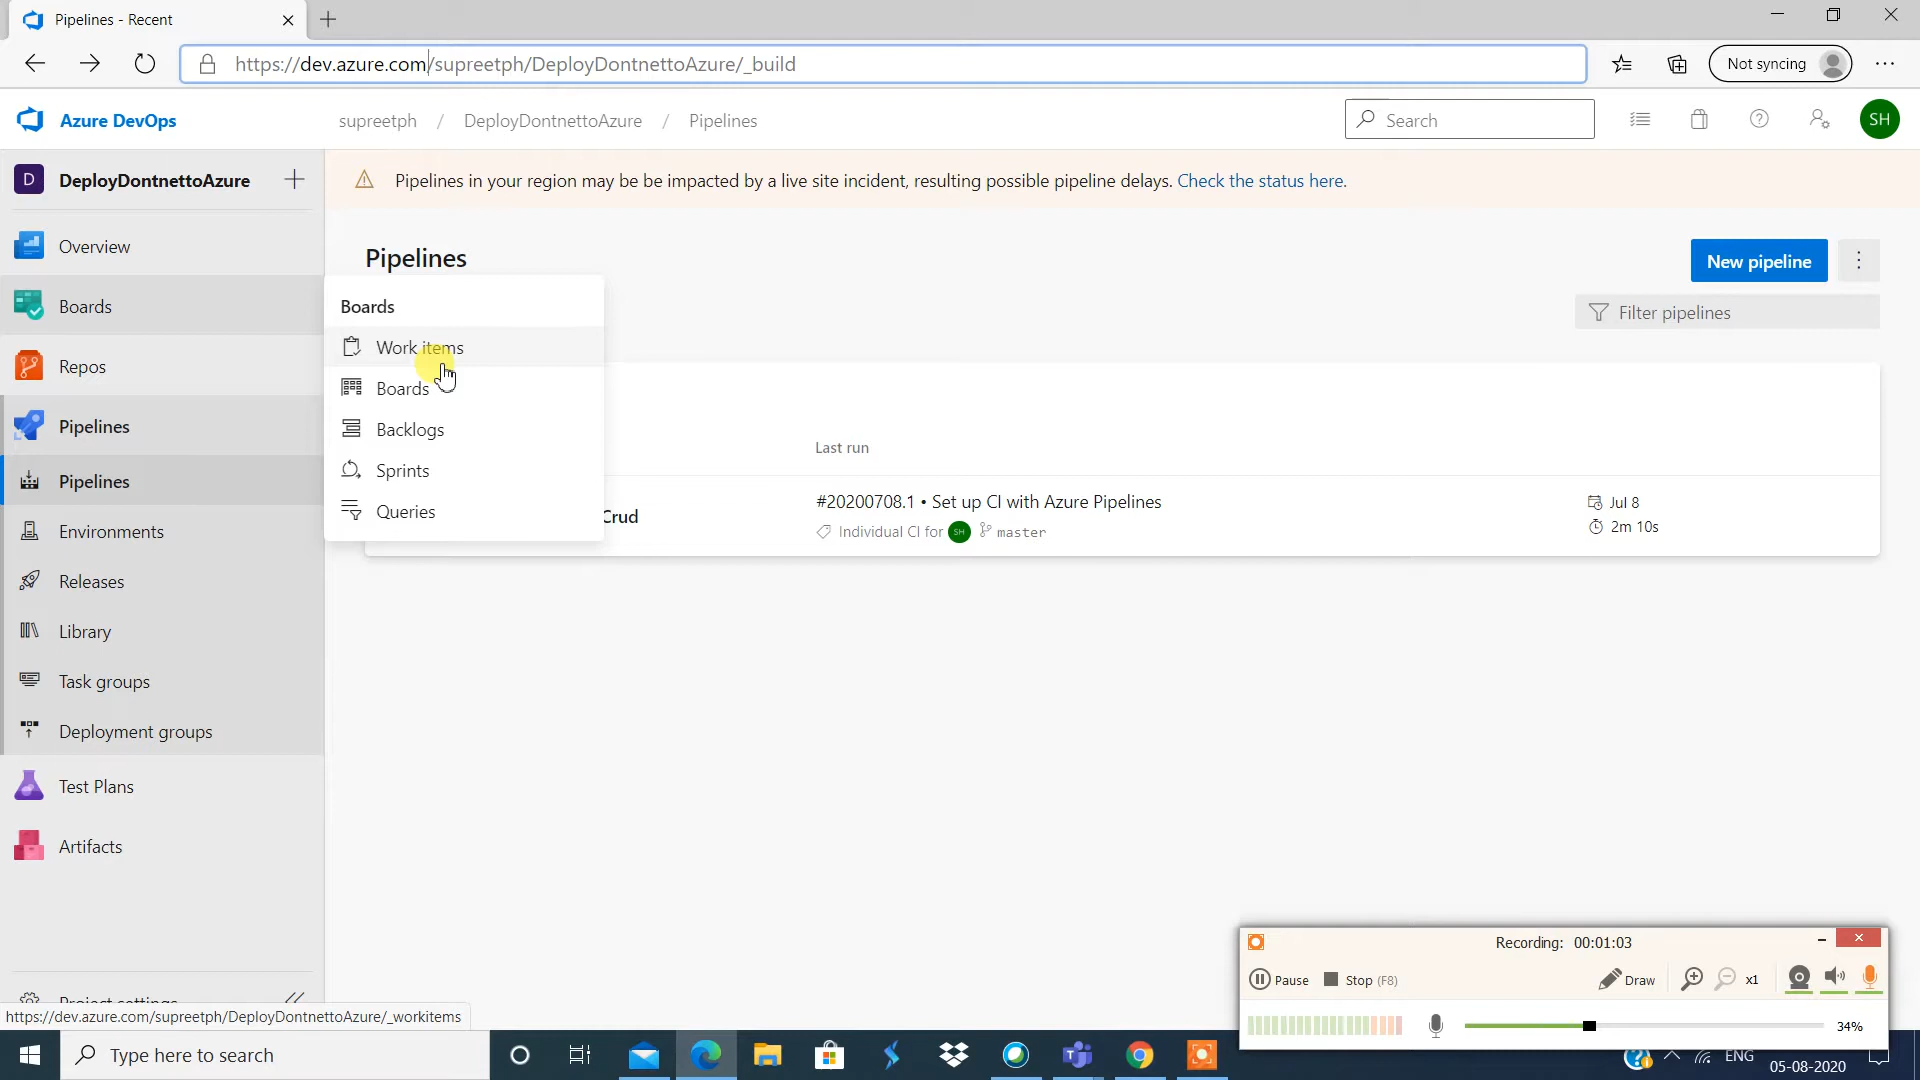 Pipelines - Recent
https://dev.azure.com/supreetph/DeployDontnettoAzure/_build
Not syncing
Azure DevOps
supreetph / DeployDontnettoAzure / Pipelines
Search
SH
D DeployDontnettoAzure
Pipelines in your region may be be impacted by a live site incident, resulting possible pipeline delays. Check the status here.
Overview
Boards
Repos
Pipelines
Pipelines
Environments
Releases
Library
Task groups
Deployment groups
Test Plans
Artifacts
Project settings
Pipelines
New pipeline
Filter pipelines
Boards
Work items
Boards
Backlogs
Sprints
Queries
Last run
Crud
#20200708.1 • Set up CI with Azure Pipelines
Individual CI for SH master
Jul 8
2m 10s
https://dev.azure.com/supreetph/DeployDontnettoAzure/_workitems
Recording: 00:01:03
Pause Stop (F8) Draw x1
34%
Type here to search
ENG
05-08-2020